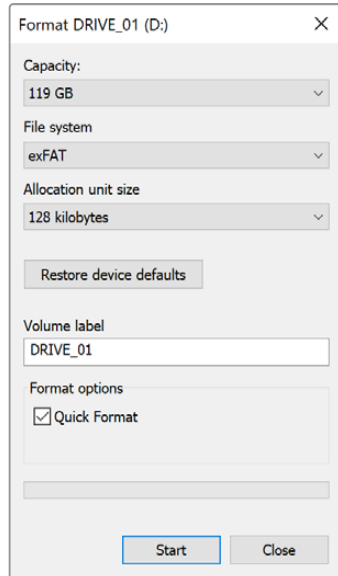 Format DRIVE_01 (D:)
Capacity:
119 GB
File system
exFAT
Allocation unit size
128 kilobytes
Restore device defaults
Volume label
DRIVE_01
Format options
Quick Format
Start Close